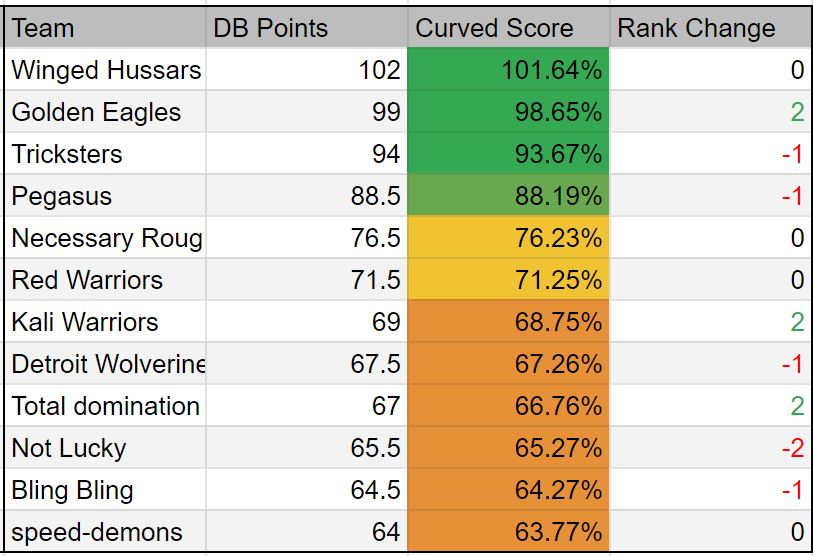 Team DB Points Curved Score Rank Change
Winged Hussars 102 101.64% 0
Golden Eagles 99 98.65% 2
Tricksters 94 93.67% -1
Pegasus 88.5 88.19% -1
Necessary Roug 76.5 76.23% 0
Red Warriors 71.5 71.25% 0
Kali Warriors 69 68.75% 2
Detroit Wolverine 67.5 67.26% -1
Total domination 67 66.76% 2
Not Lucky 65.5 65.27% -2
Bling Bling 64.5 64.27% -1
speed-demons 64 63.77% 0